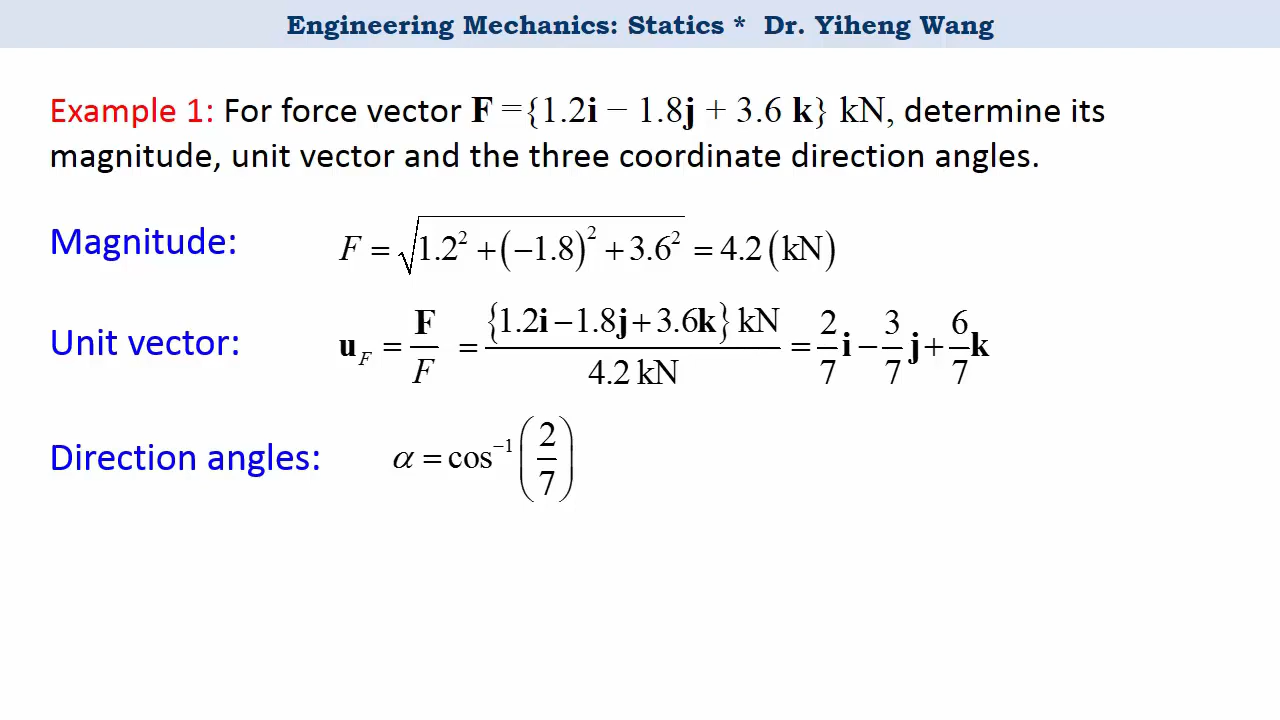 Engineering Mechanics: Statics * Dr. Yiheng Wang
Example 1: For force vector F ={1.2i − 1.8j + 3.6 k} kN, determine its
magnitude, unit vector and the three coordinate direction angles.
Magnitude: F = √(1.2² + (−1.8)² + 3.6²) = 4.2 (kN)
Unit vector: u_F = F/F = {1.2i − 1.8j + 3.6k} kN / 4.2 kN = 2/7 i − 3/7 j + 6/7 k
Direction angles: α = cos⁻¹(2/7)